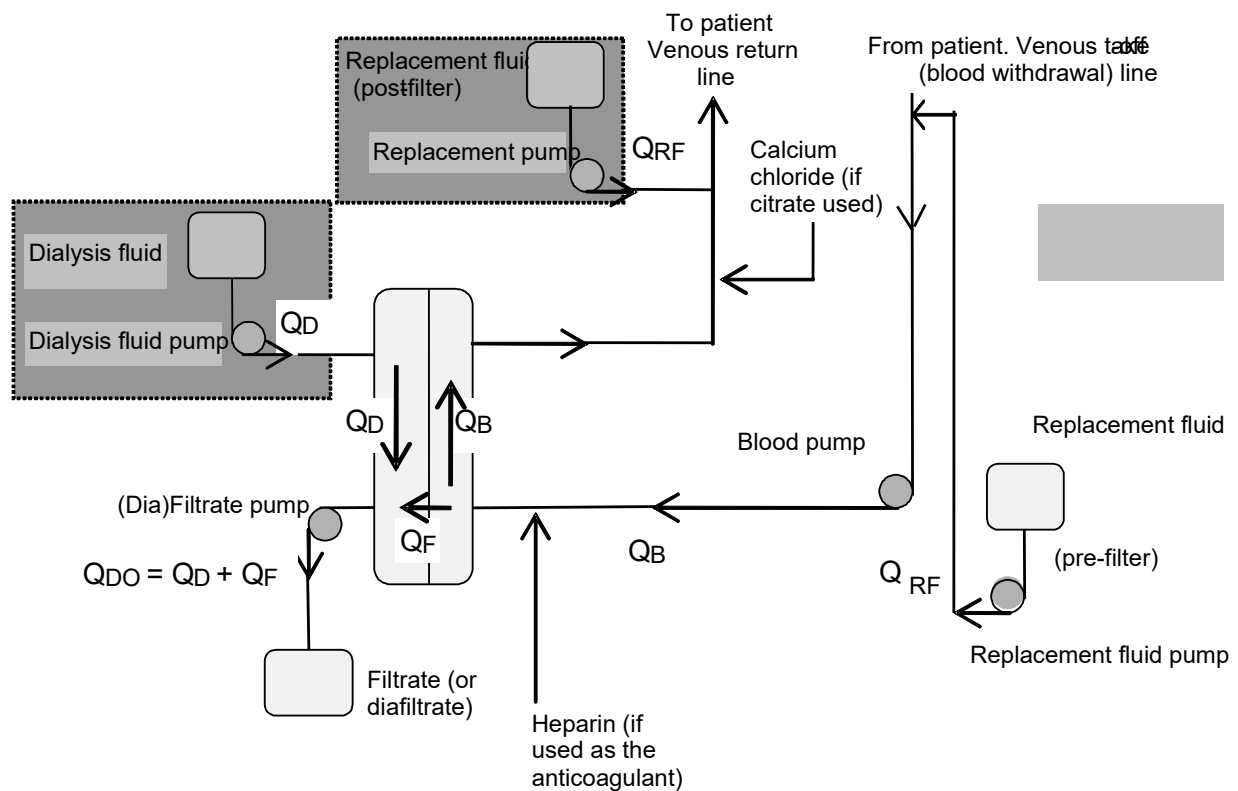 To patient
Venous return
line
From patient. Venous take off
(blood withdrawal) line
Replacement fluid
(post-filter)
Replacement pump
QRF
Calcium
chloride (if
citrate used)
Dialysis fluid
Dialysis fluid pump
QD
QD
QB
Blood pump
Replacement fluid
(Dia)Filtrate pump
QF
QB
(pre-filter)
QDO = QD + QF
Q RF
Replacement fluid pump
Filtrate (or
diafiltrate)
Heparin (if
used as the
anticoagulant)